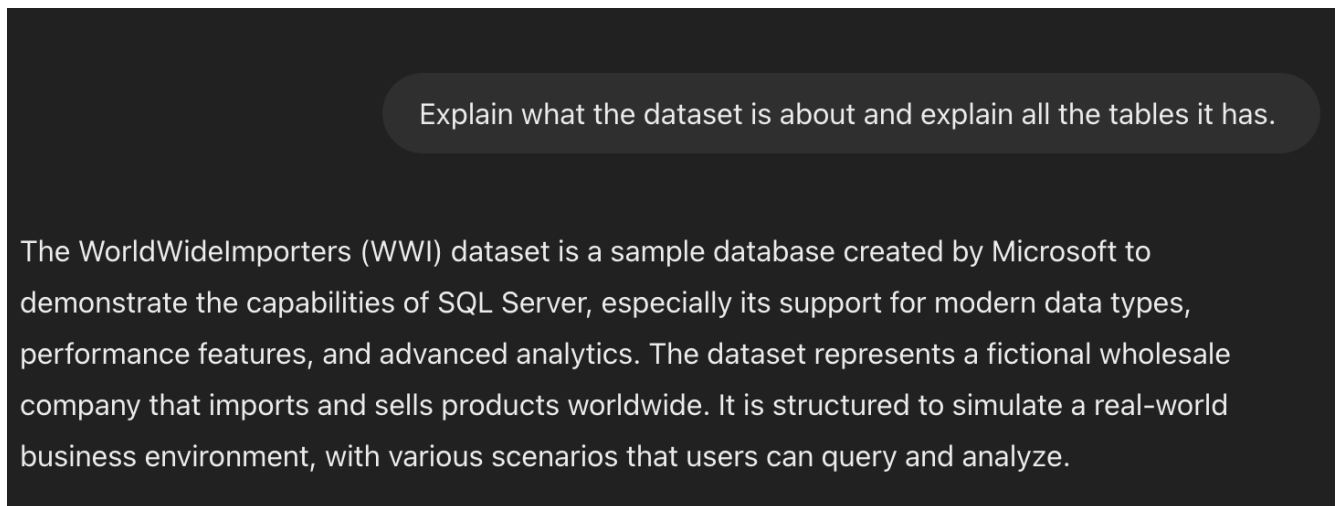 Explain what the dataset is about and explain all the tables it has.
The WorldWideImporters (WWI) dataset is a sample database created by Microsoft to
demonstrate the capabilities of SQL Server, especially its support for modern data types,
performance features, and advanced analytics. The dataset represents a fictional wholesale
company that imports and sells products worldwide. It is structured to simulate a real-world
business environment, with various scenarios that users can query and analyze.